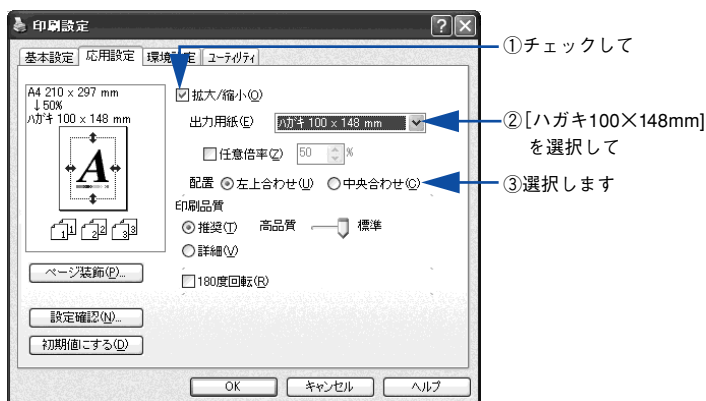 印刷設定
基本設定 応用設定 環境設定 ユーティリティ
A4 210 x 297 mm
↓50%
ハガキ 100 x 148 mm
A
1 1 2 2 3 3
ページ装飾(P)...
設定確認(N)...
初期値にする(D)
拡大/縮小(O)
出力用紙(E) ハガキ 100 x 148 mm
任意倍率(Z) 50 %
配置 左上合わせ(U) 中央合わせ(C)
印刷品質
推奨(T) 高品質 標準
詳細(V)
180度回転(R)
OK キャンセル ヘルプ
①チェックして
②[ハガキ100×148mm]
を選択して
③選択します